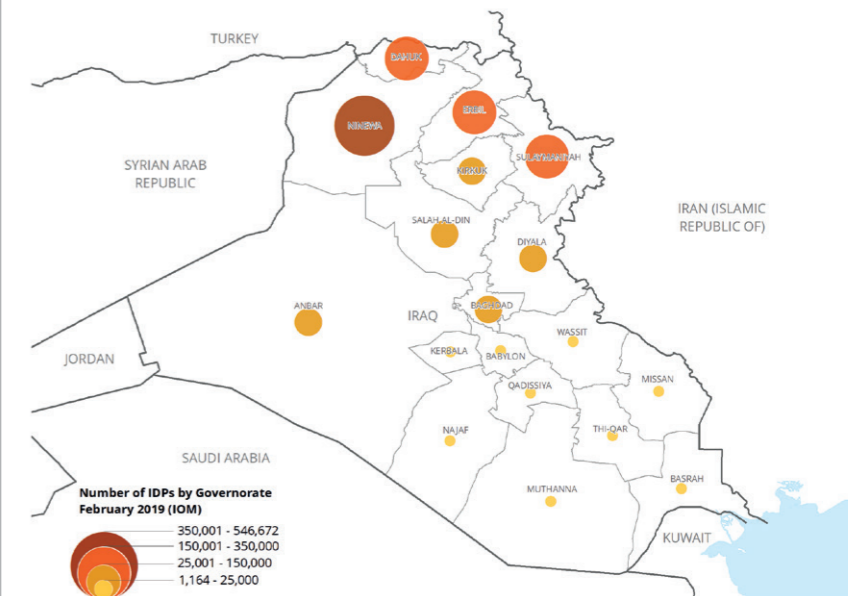 TURKEY
DAHUK
NINEWA
ERBIL
SULAYMANIYAH
KIRKUK
SYRIAN ARAB
REPUBLIC
IRAN (ISLAMIC
REPUBLIC OF)
SALAH AL-DIN
DIYALA
ANBAR
IRAQ
BAGHDAD
WASSIT
JORDAN
KERBALA
BABYLON
MISSAN
QADISSIYA
NAJAF
THI-QAR
SAUDI ARABIA
MUTHANNA
BASRAH
KUWAIT
Number of IDPs by Governorate
February 2019 (IOM)
350,001 - 546,672
150,001 - 350,000
25,001 - 150,000
1,164 - 25,000